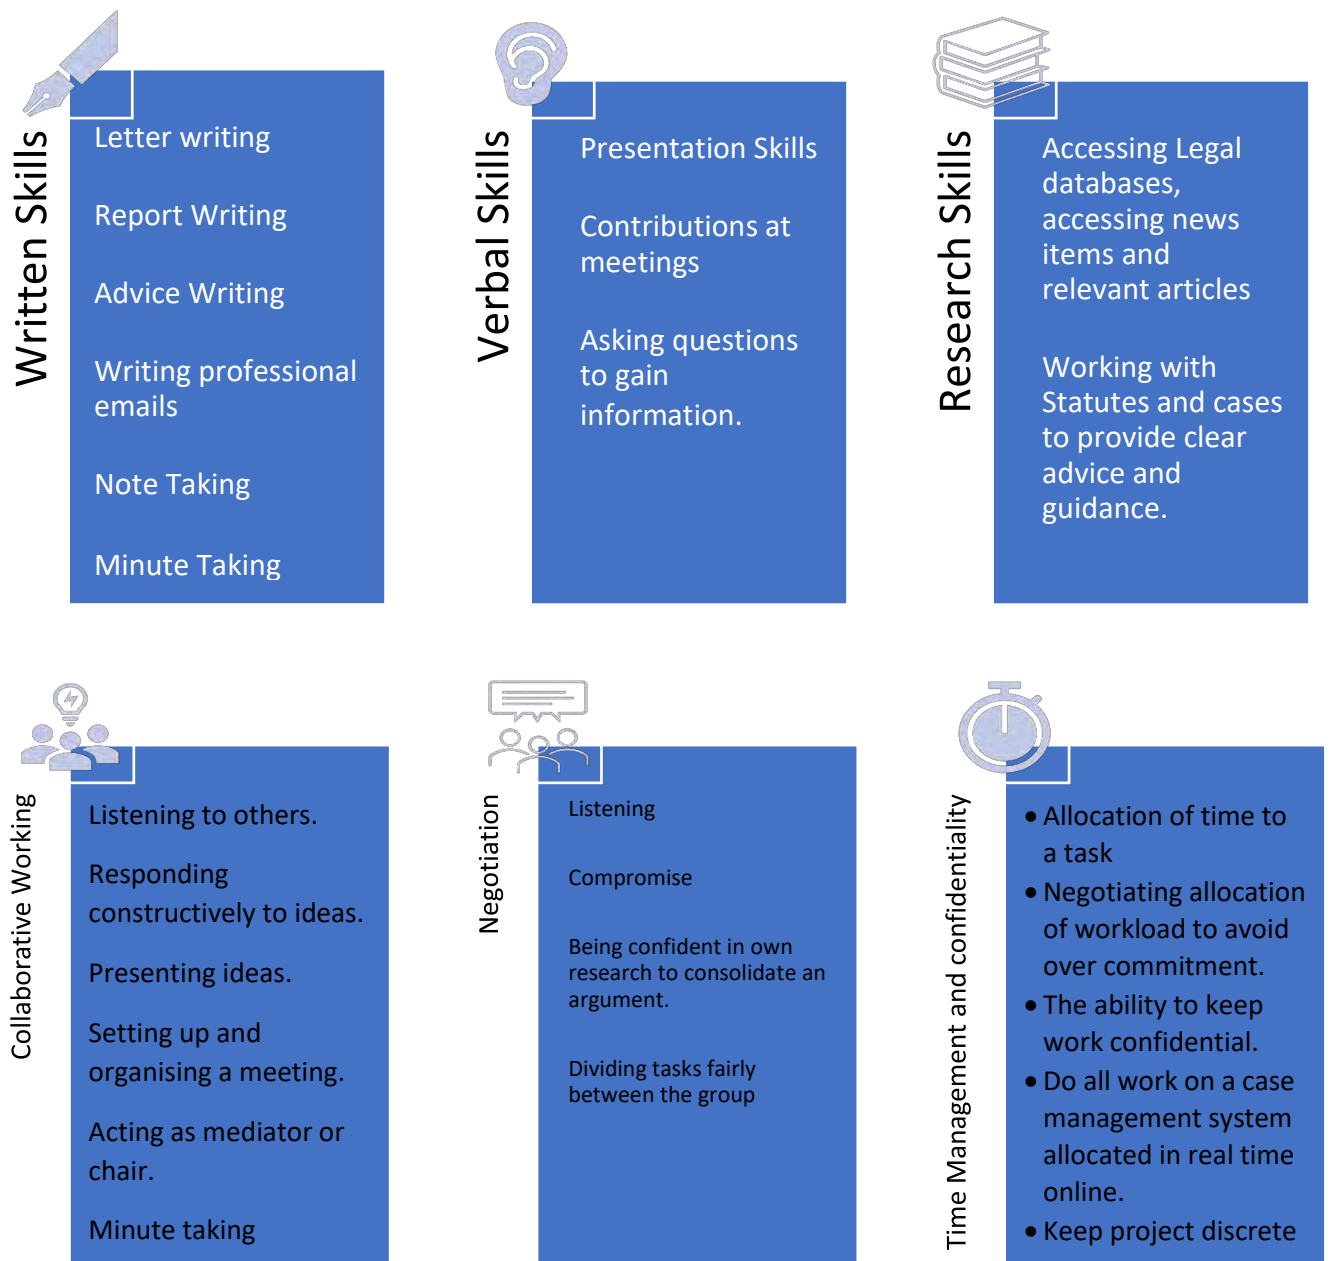 Written Skills
Letter writing
Report Writing
Advice Writing
Writing professional
emails
Note Taking
Minute Taking
Verbal Skills
Presentation Skills
Contributions at
meetings
Asking questions
to gain
information.
Research Skills
Accessing Legal
databases,
accessing news
items and
relevant articles
Working with
Statutes and cases
to provide clear
advice and
guidance.
Collaborative Working
Listening to others.
Responding
constructively to ideas.
Presenting ideas.
Setting up and
organising a meeting.
Acting as mediator or
chair.
Minute taking
Negotiation
Listening
Compromise
Being confident in own
research to consolidate an
argument.
Dividing tasks fairly
between the group
Time Management and confidentiality
• Allocation of time to
a task
• Negotiating allocation
of workload to avoid
over commitment.
• The ability to keep
work confidential.
• Do all work on a case
management system
allocated in real time
online.
• Keep project discrete